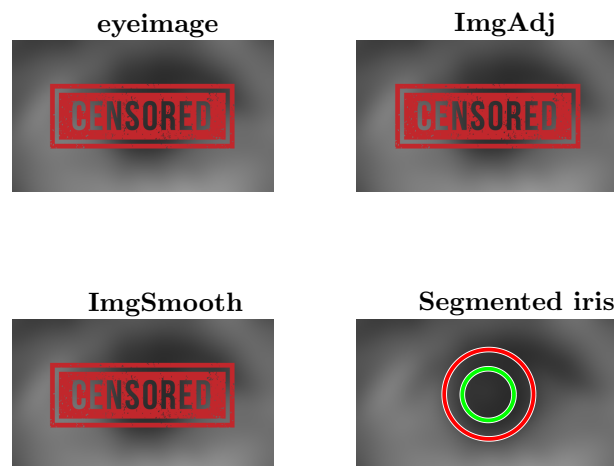 eyeimage
ImgAdj
CENSORED
CENSORED
ImgSmooth
Segmented iris
CENSORED